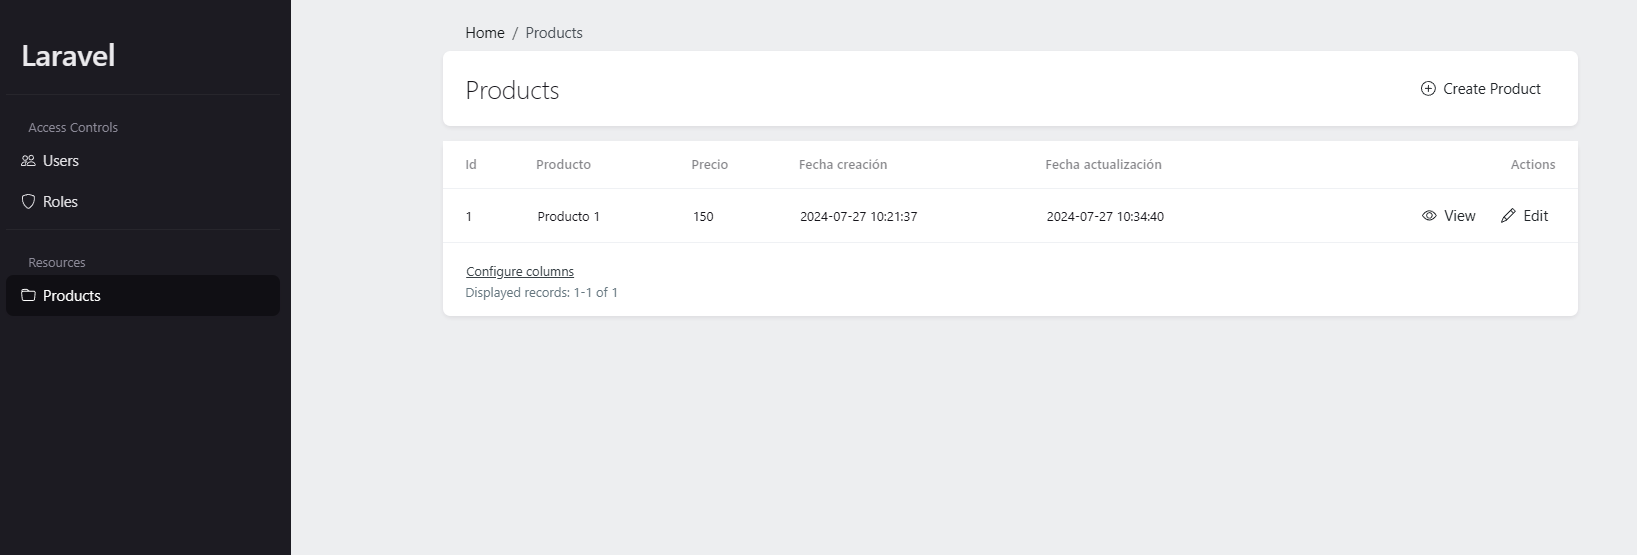 Laravel
Access Controls
Users
Roles
Resources
Products
Home / Products
Products
Create Product
Id Producto Precio Fecha creación Fecha actualización Actions
1 Producto 1 150 2024-07-27 10:21:37 2024-07-27 10:34:40 View Edit
Configure columns
Displayed records: 1-1 of 1